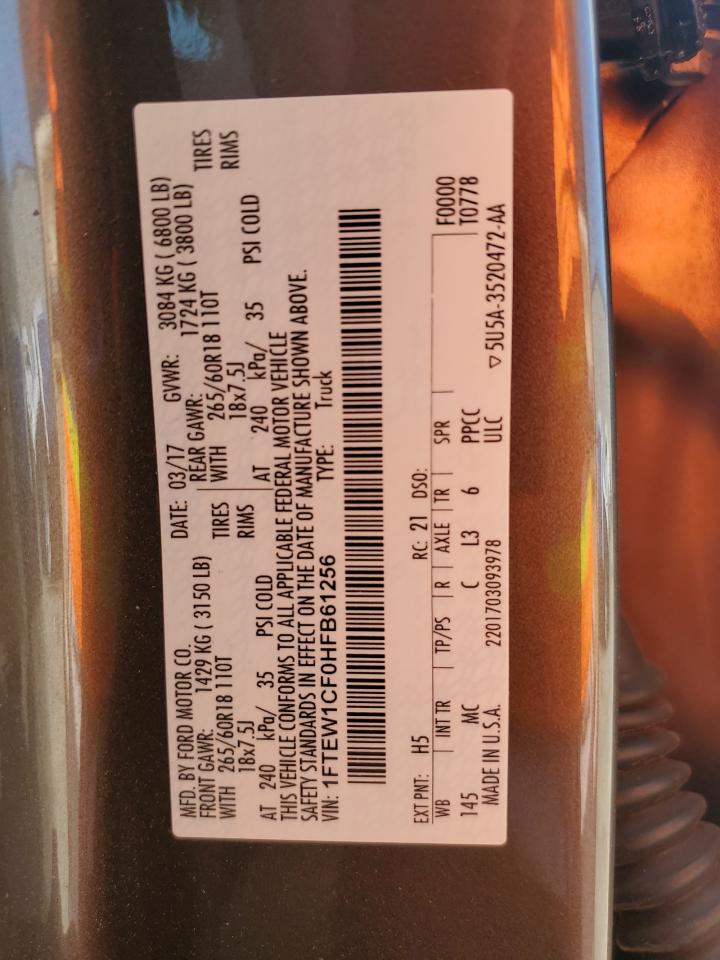 MFD. BY FORD MOTOR CO. DATE: 03/17 GVWR: 3084 KG ( 6800 LB)
FRONT GAWR: 1429 KG ( 3150 LB) REAR GAWR: 1724 KG ( 3800 LB)
WITH 265/60R18 110T TIRES WITH 265/60R18 110T TIRES
18x7.5J RIMS 18x7.5J RIMS
AT 240 kPa/ 35 PSI COLD AT 240 kPa/ 35 PSI COLD
THIS VEHICLE CONFORMS TO ALL APPLICABLE FEDERAL MOTOR VEHICLE
SAFETY STANDARDS IN EFFECT ON THE DATE OF MANUFACTURE SHOWN ABOVE.
VIN: 1FTEW1CF0HFB61256 TYPE: Truck
EXT PNT: H5 RC: 21 DSO: F0000
WB INT TR TP/PS R AXLE TR SPR T0778
145 MC C L3 6 PPCC
MADE IN U.S.A. 2201703093978 ULC ▽ 5U5A-3520472-AA